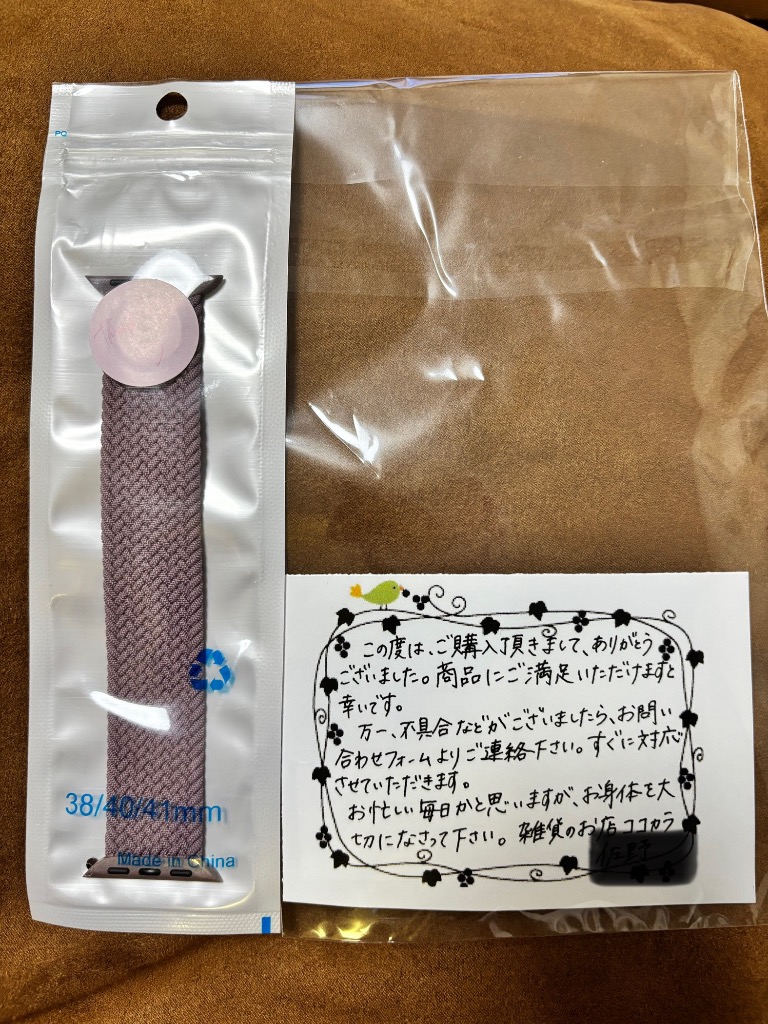 PO
38/40/41mm
Made in China
この度は、ご購入頂きまして、ありがとう
ございました。商品にご満足いただけますと
幸いです。
万一、不具合などがございましたら、お問い
合わせフォームよりご連絡下さい。すぐに対応
させていただきます。
お忙しい毎日かと思いますが、お身体を大
切になさって下さい。雑貨のお店ココカラ